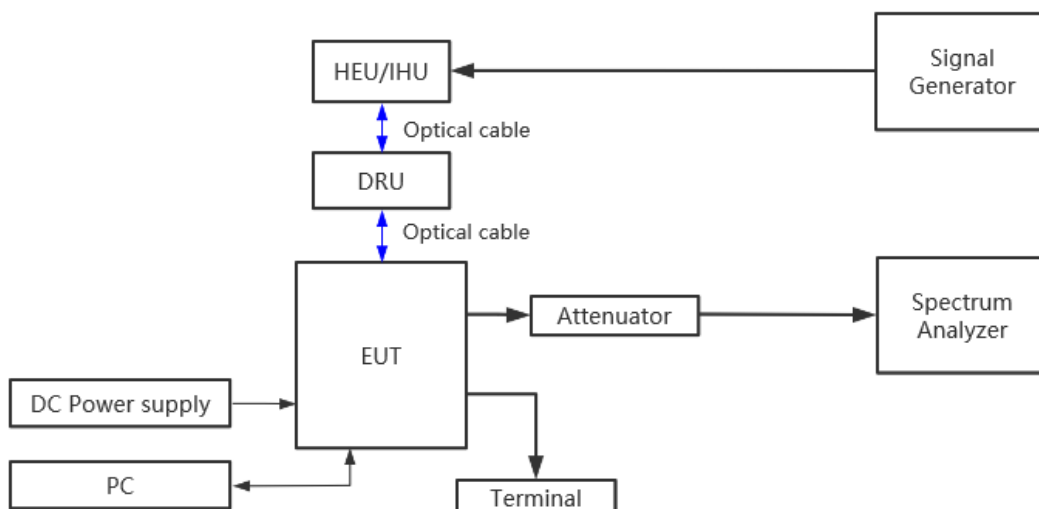 Signal
Generator
HEU/IHU
Optical cable
DRU
Optical cable
EUT
Attenuator
Spectrum
Analyzer
DC Power supply
PC
Terminal